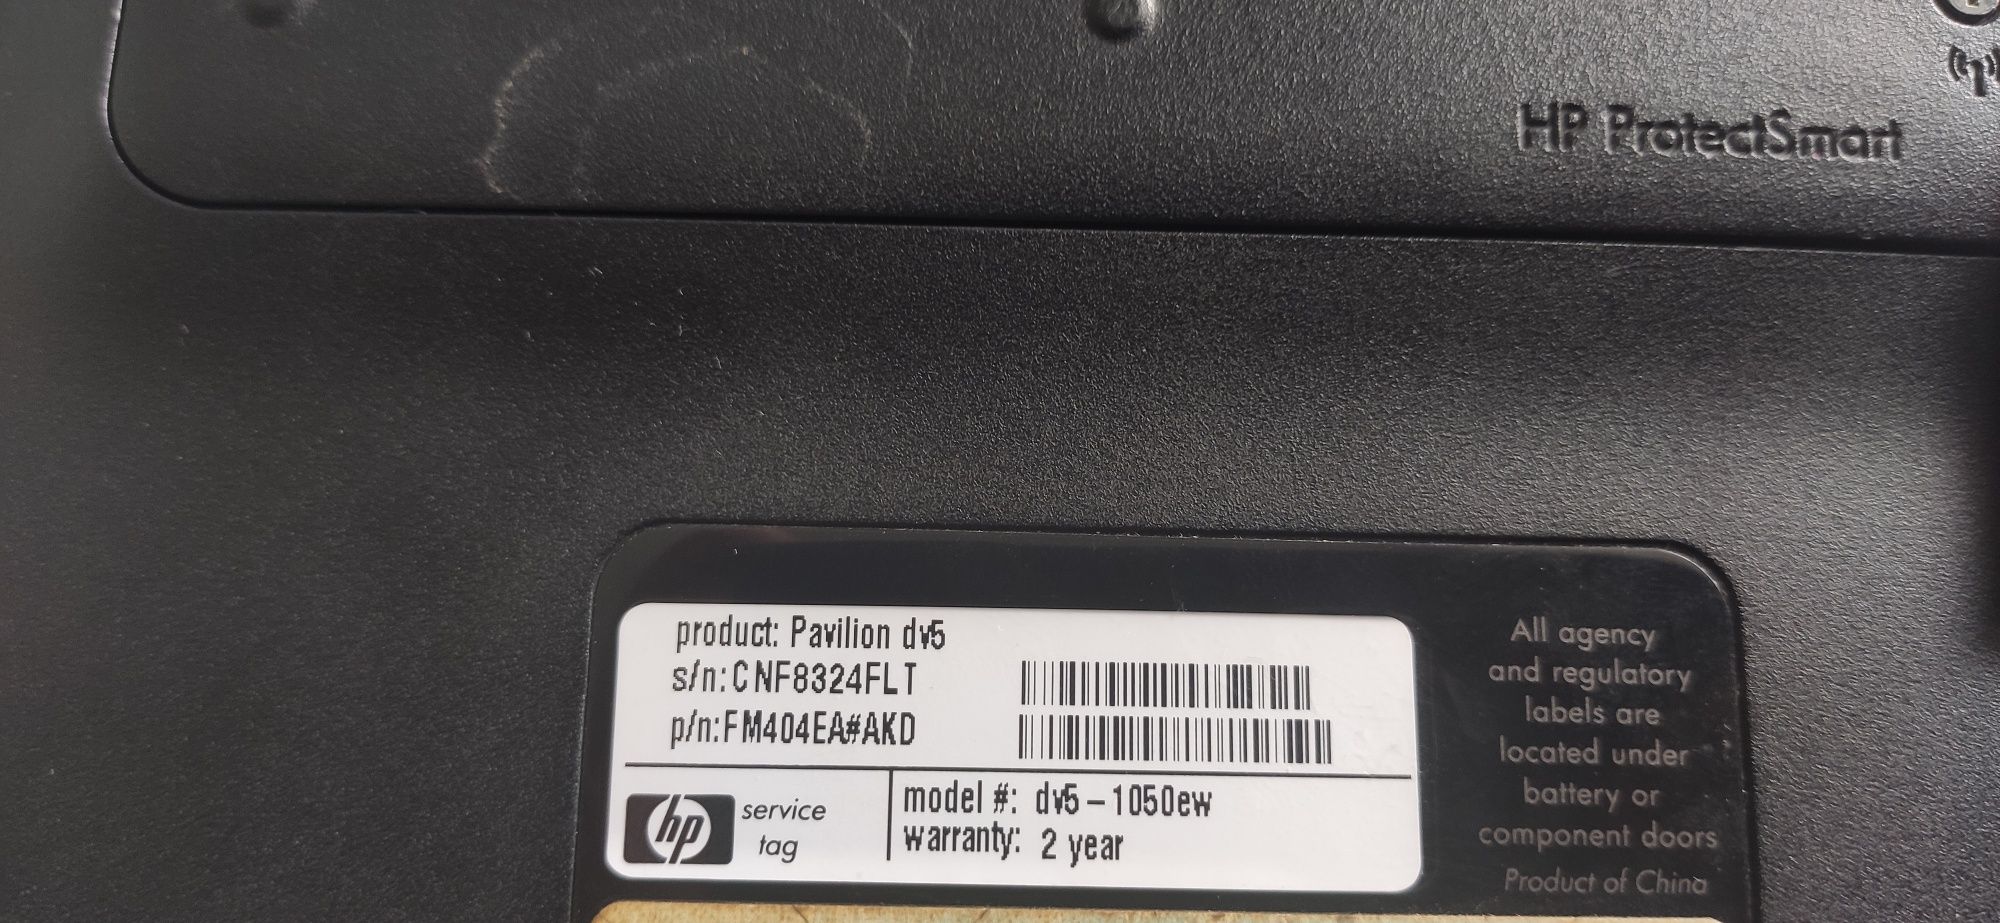 HP ProtectSmart
product: Pavilion dv5
s/n:CNF8324FLT
p/n:FM404EA#AKD
hp service
tag
model #: dv5-1050ew
warranty: 2 year
All agency
and regulatory
labels are
located under
battery or
component doors
Product of China